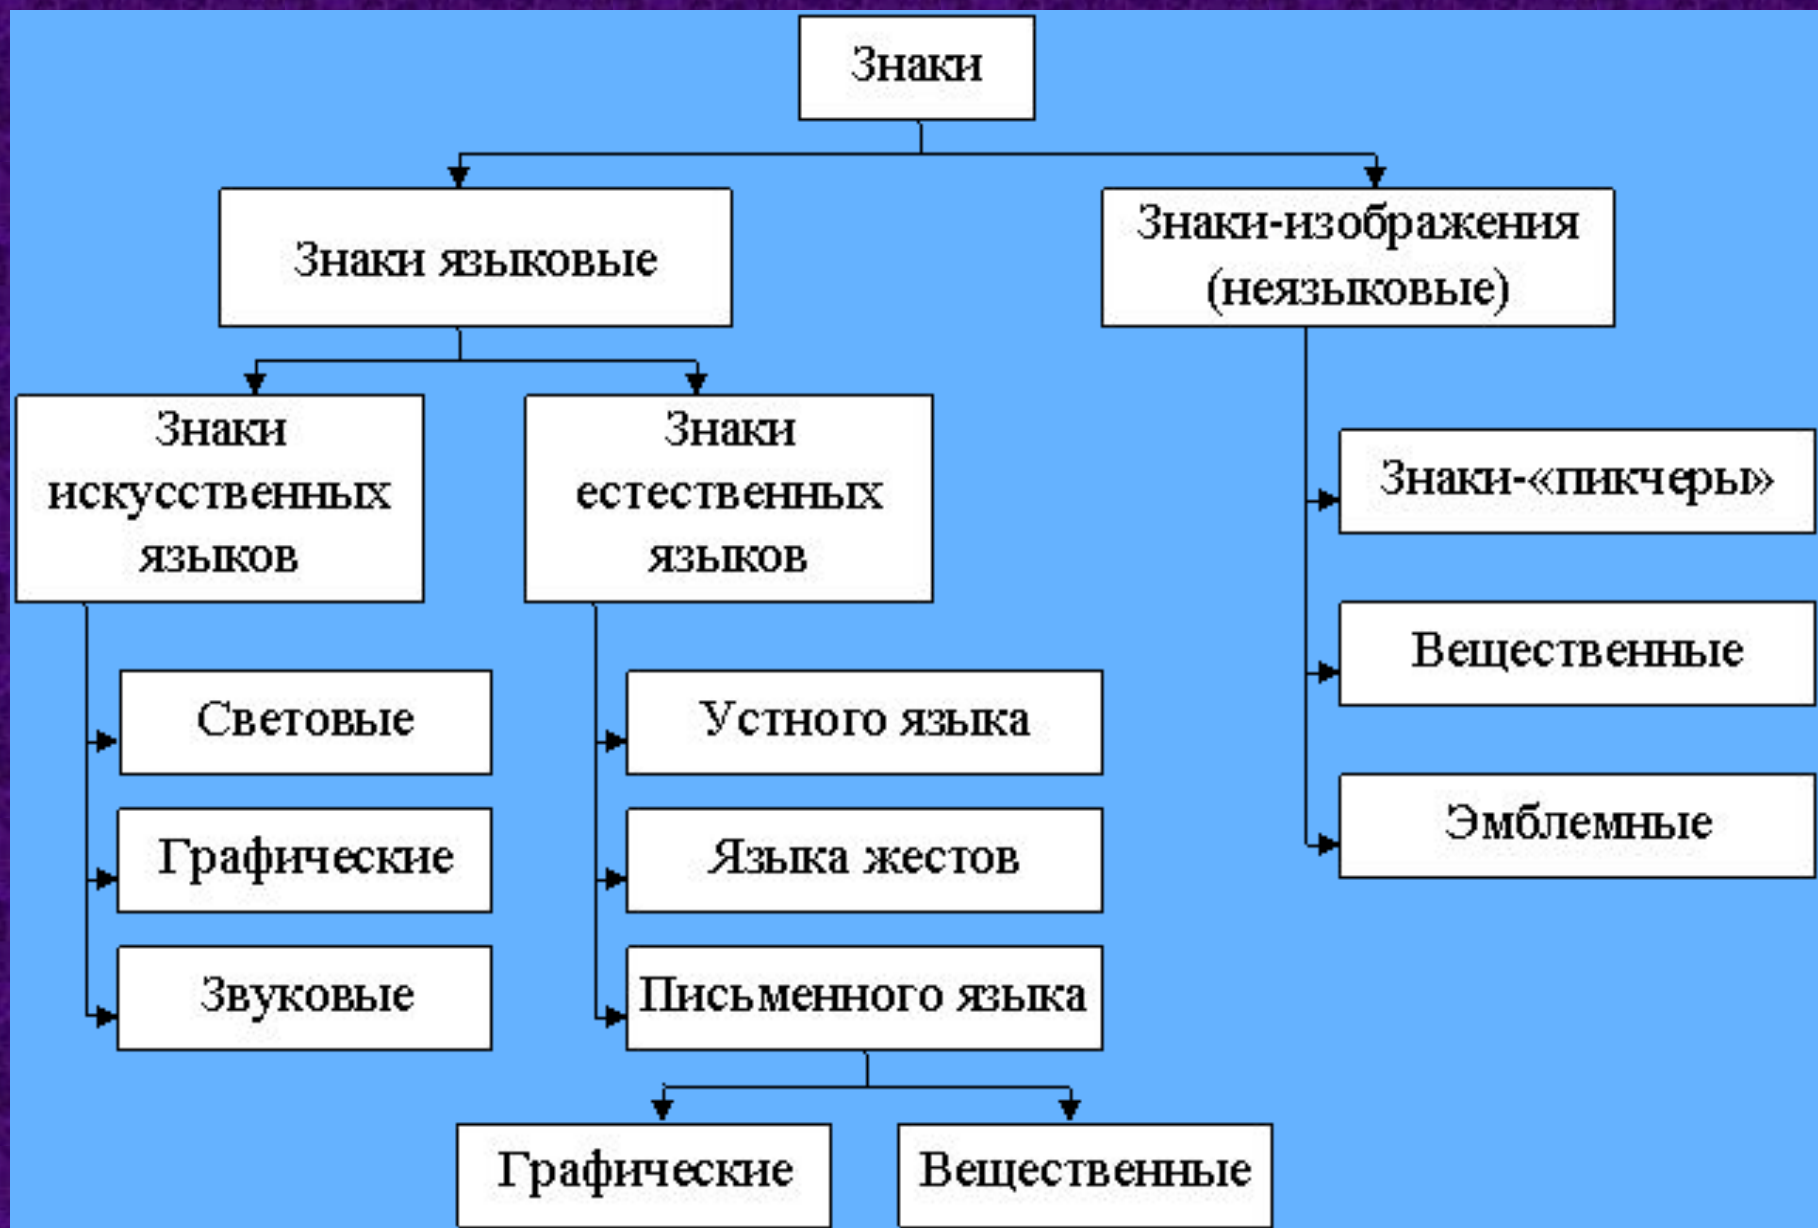 Знаки
Знаки языковые
Знаки-изображения
(неязыковые)
Знаки
искусственных
языков
Знаки
естественных
языков
Знаки-«пикчеры»
Вещественные
Эмблемные
Световые
Графические
Звуковые
Устного языка
Языка жестов
Письменного языка
Графические
Вещественные